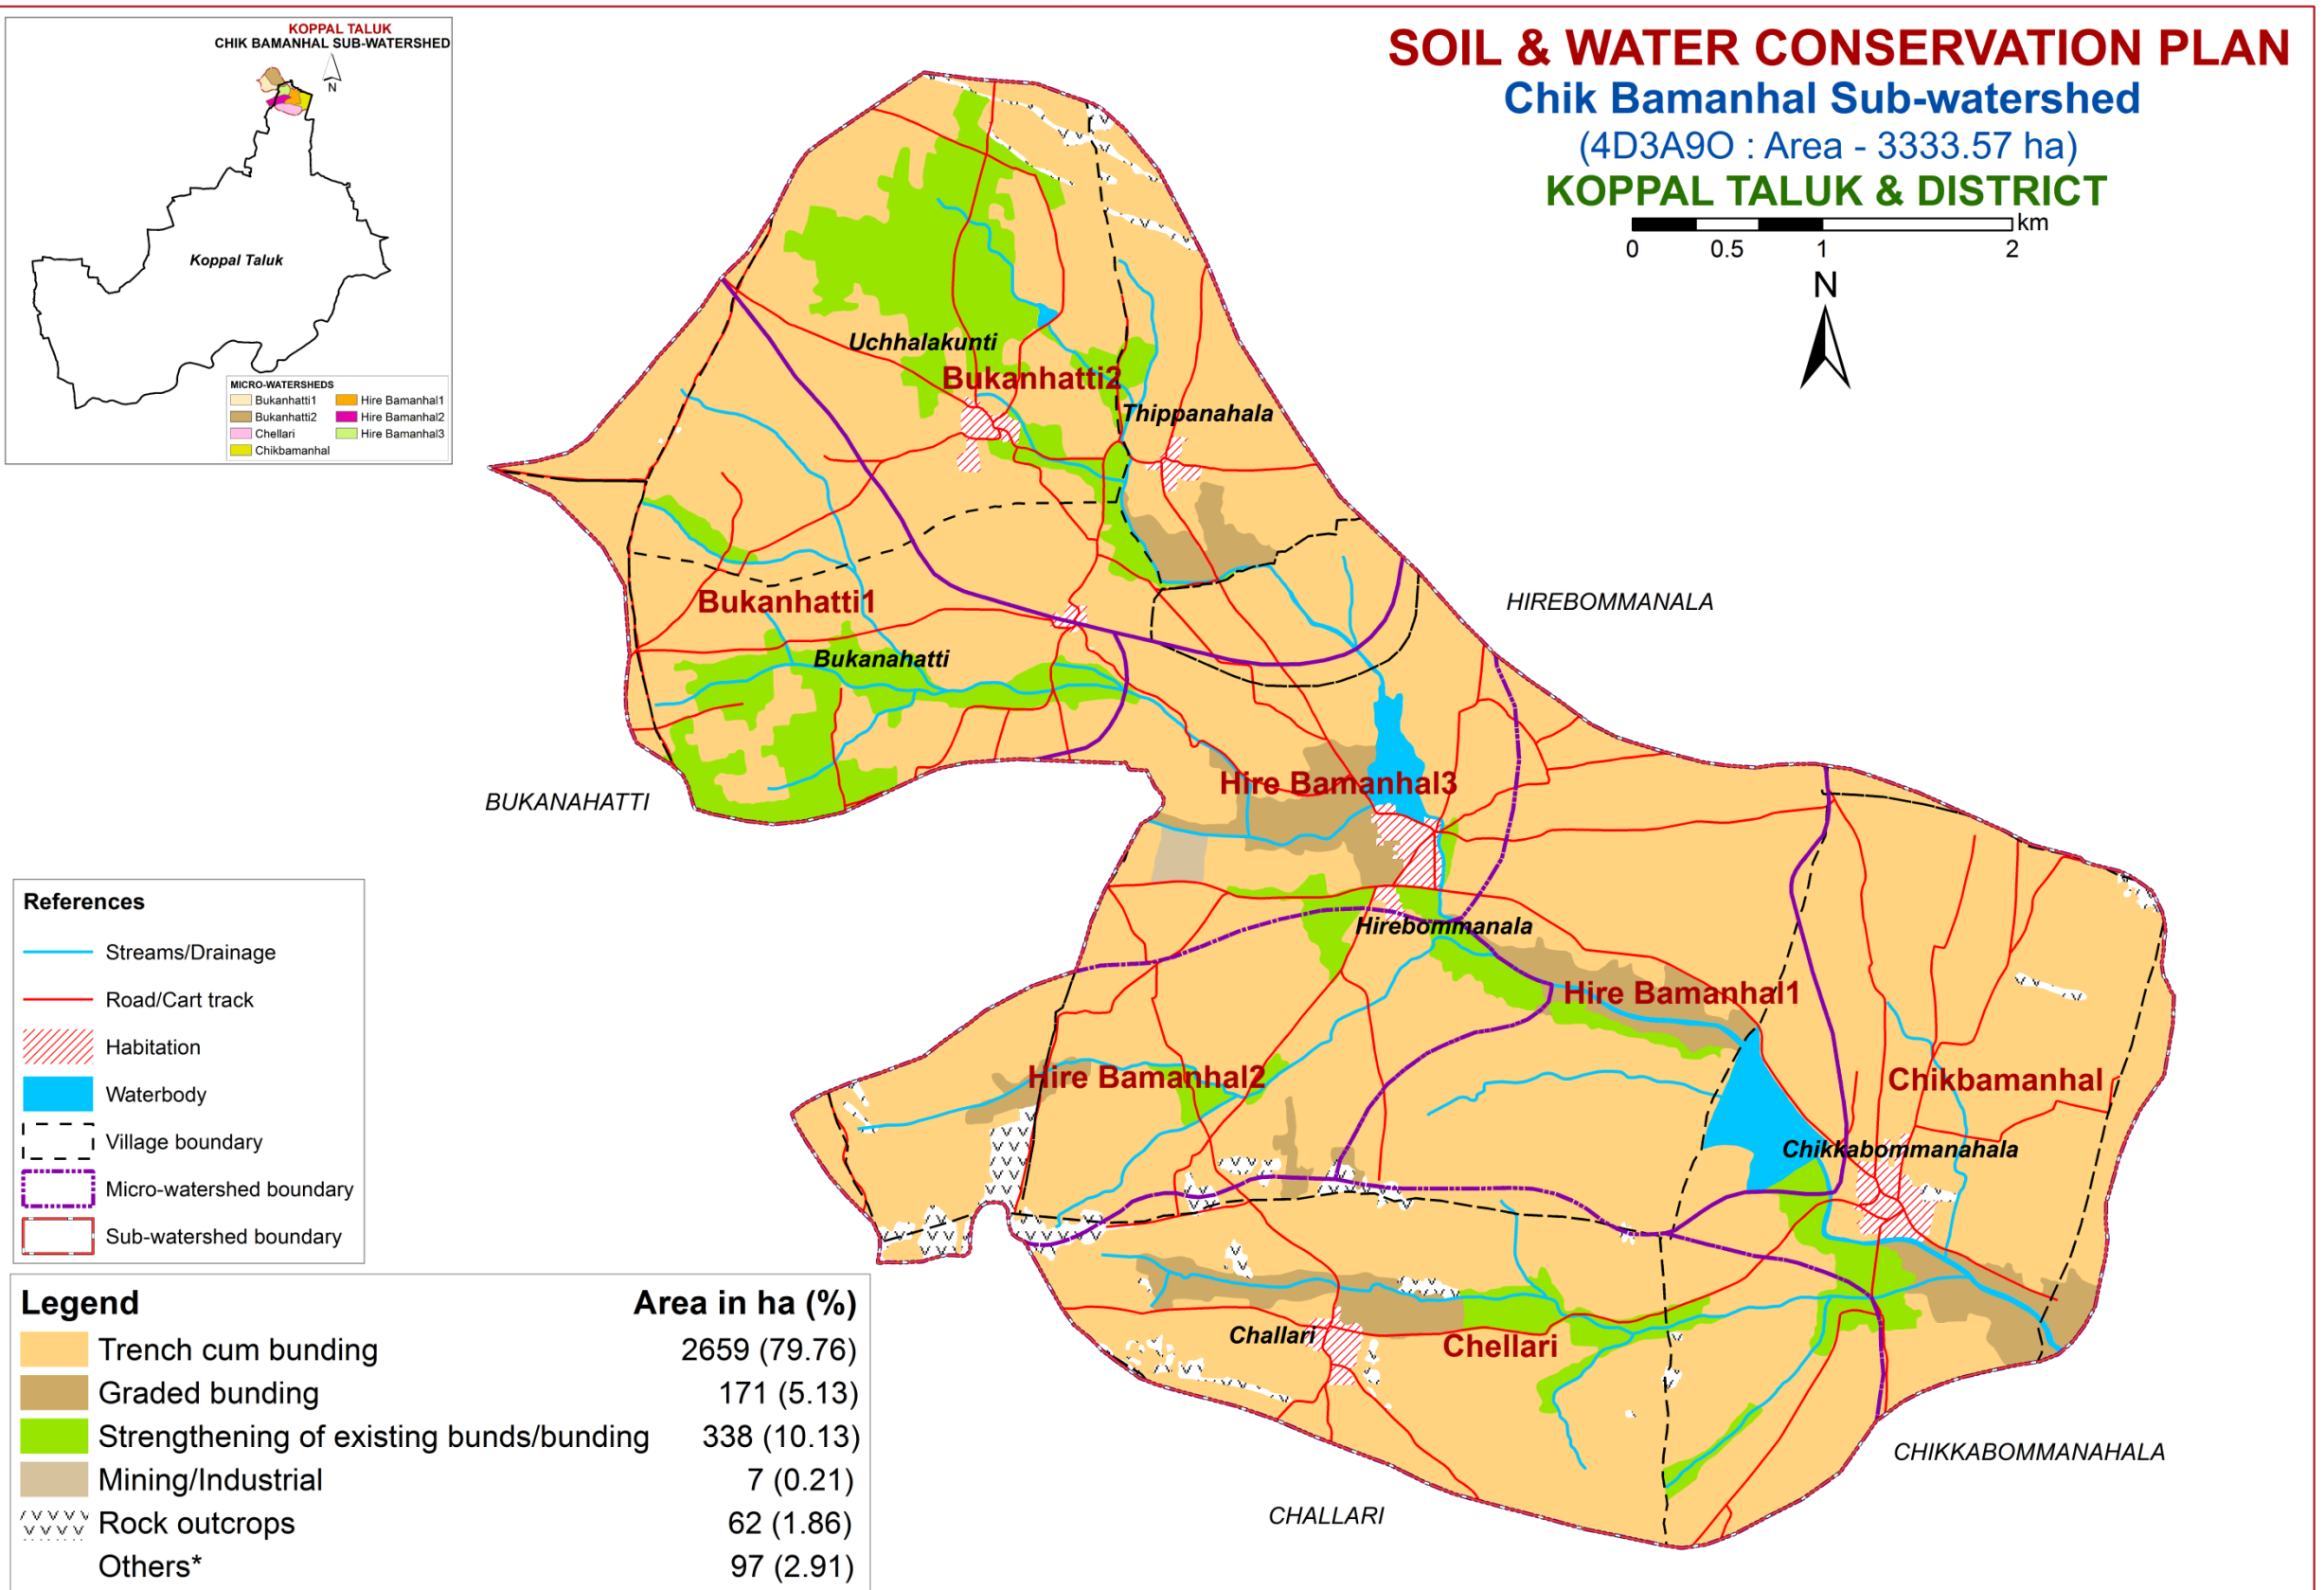 KOPPAL TALUK
CHIK BAMANHAL SUB-WATERSHED
N
Koppal Taluk
MICRO-WATERSHEDS
Bukanhatti1
Hire Bamanhal1
Bukanhatti2
Hire Bamanhal2
Chellari
Hire Bamanhal3
Chikbamanhal
SOIL & WATER CONSERVATION PLAN
Chik Bamanhal Sub-watershed
(4D3A9O : Area - 3333.57 ha)
KOPPAL TALUK & DISTRICT
km
0 0.5 1 2
N
Uchhalakunti
Bukanhatti2
Thippanahala
Bukanhatti1
HIREBOMMANALA
Bukanahatti
Hire Bamanhal3
BUKANAHATTI
Hirebommanala
Hire Bamanhal1
Hire Bamanhal2
Chikbamanhal
Chikkabommanahala
Challari
Chellari
CHIKKABOMMANAHALA
CHALLARI
References
Streams/Drainage
Road/Cart track
Habitation
Waterbody
Village boundary
Micro-watershed boundary
Sub-watershed boundary
Legend Area in ha (%)
Trench cum bunding 2659 (79.76)
Graded bunding 171 (5.13)
Strengthening of existing bunds/bunding 338 (10.13)
Mining/Industrial 7 (0.21)
Rock outcrops 62 (1.86)
Others* 97 (2.91)